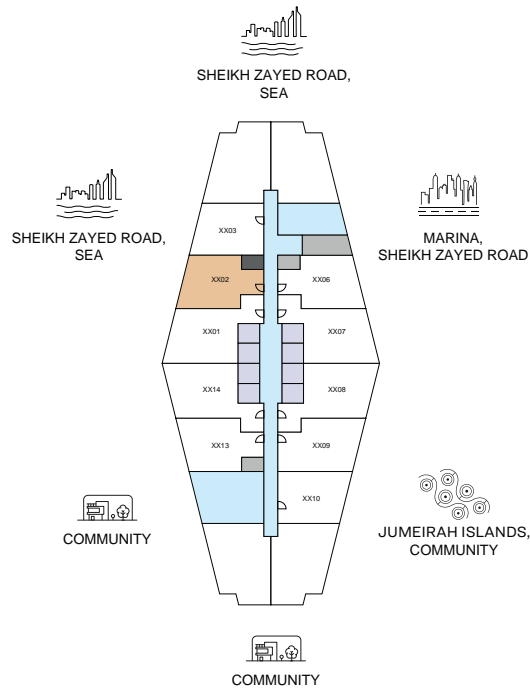 SHEIKH ZAYED ROAD,
SEA
SHEIKH ZAYED ROAD,
SEA
MARINA,
SHEIKH ZAYED ROAD
XX03
XX02
XX06
XX01
XX07
XX14
XX08
XX13
XX09
XX10
COMMUNITY
JUMEIRAH ISLANDS,
COMMUNITY
COMMUNITY